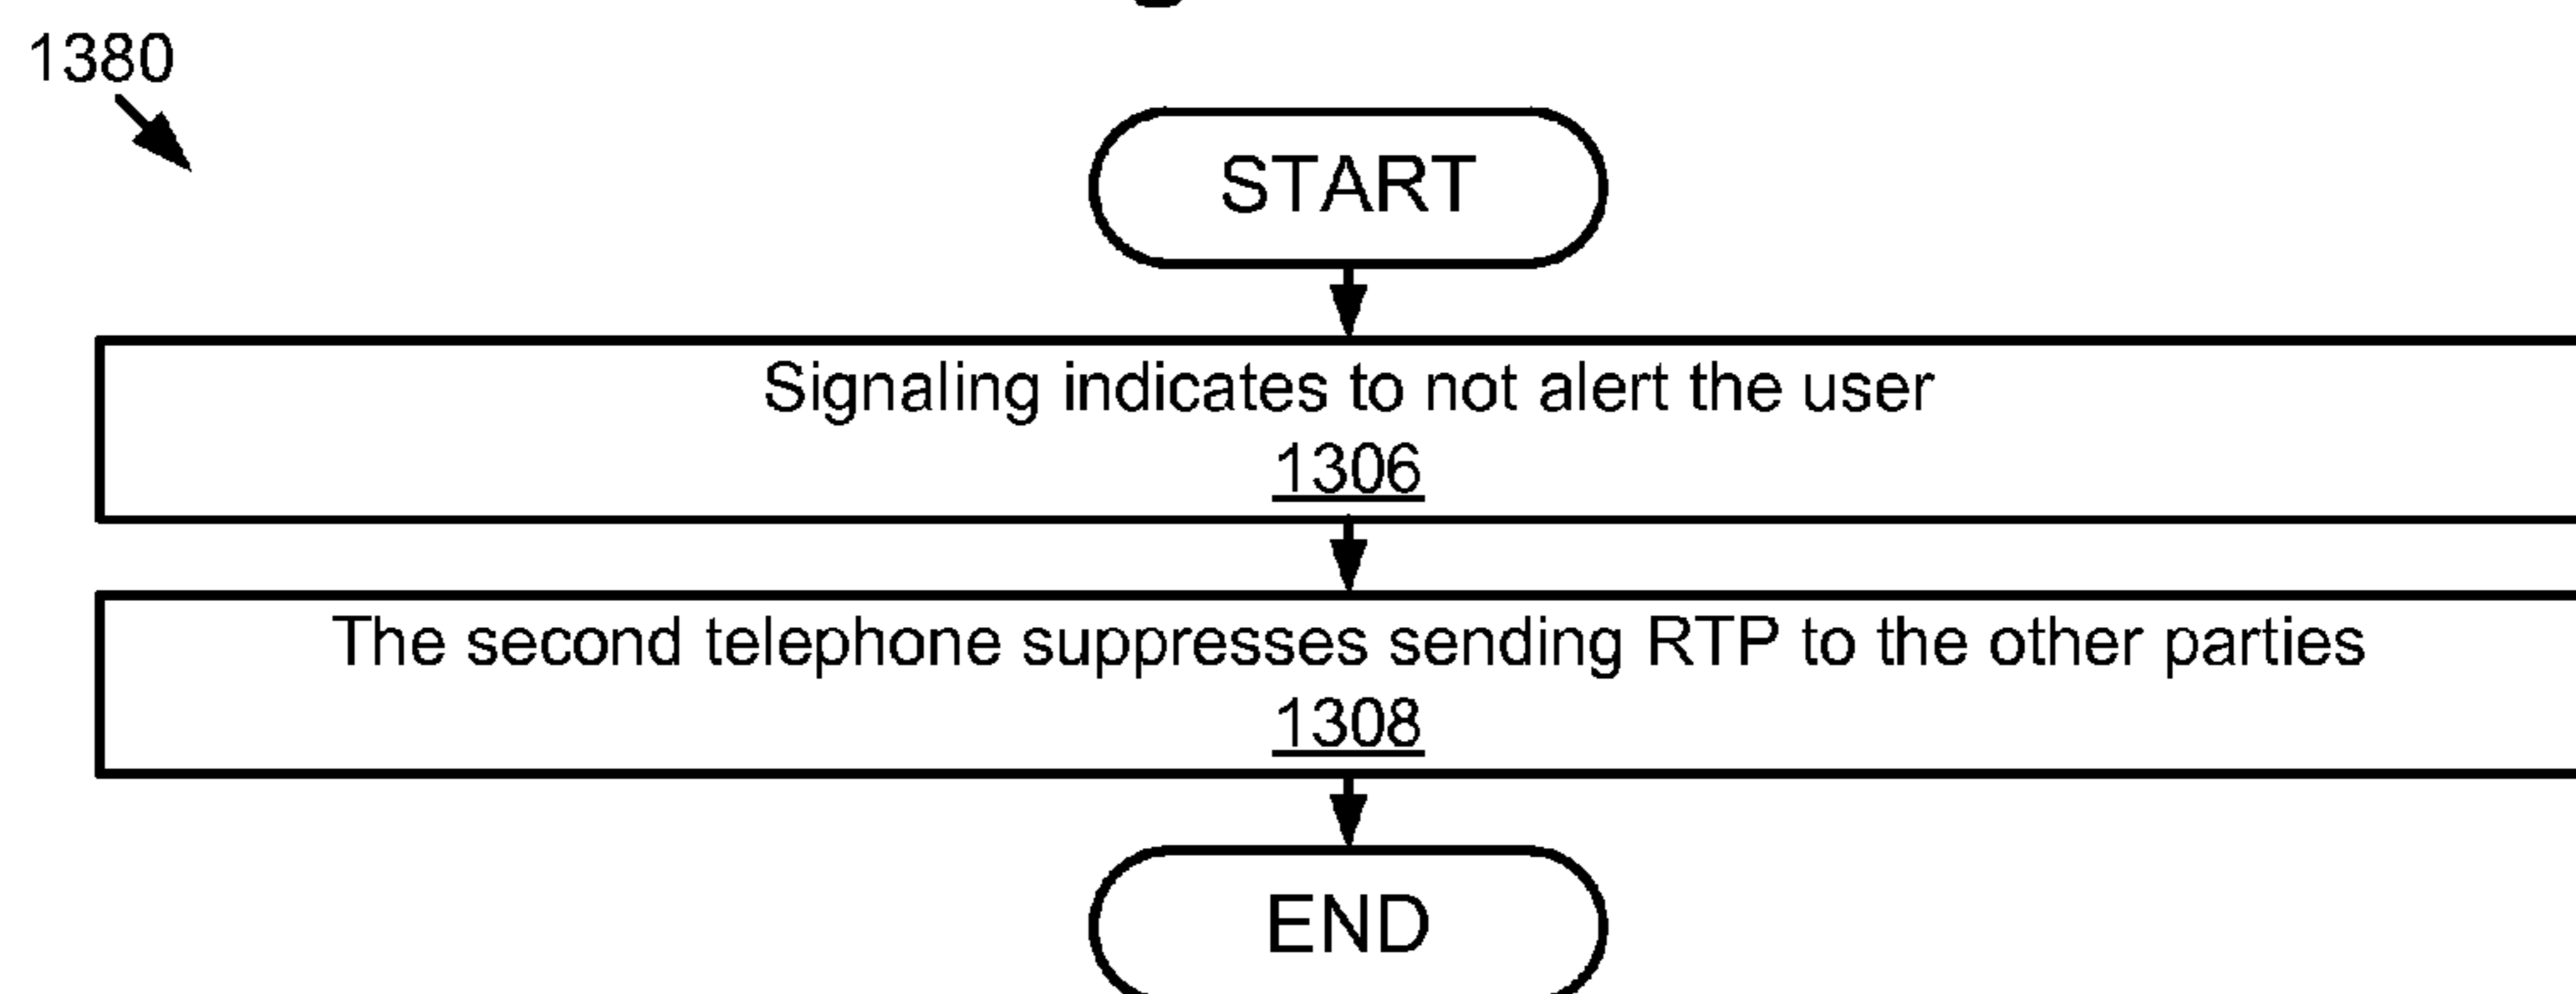 1380
START
Signaling indicates to not alert the user
1306
The second telephone suppresses sending RTP to the other parties
1308
END